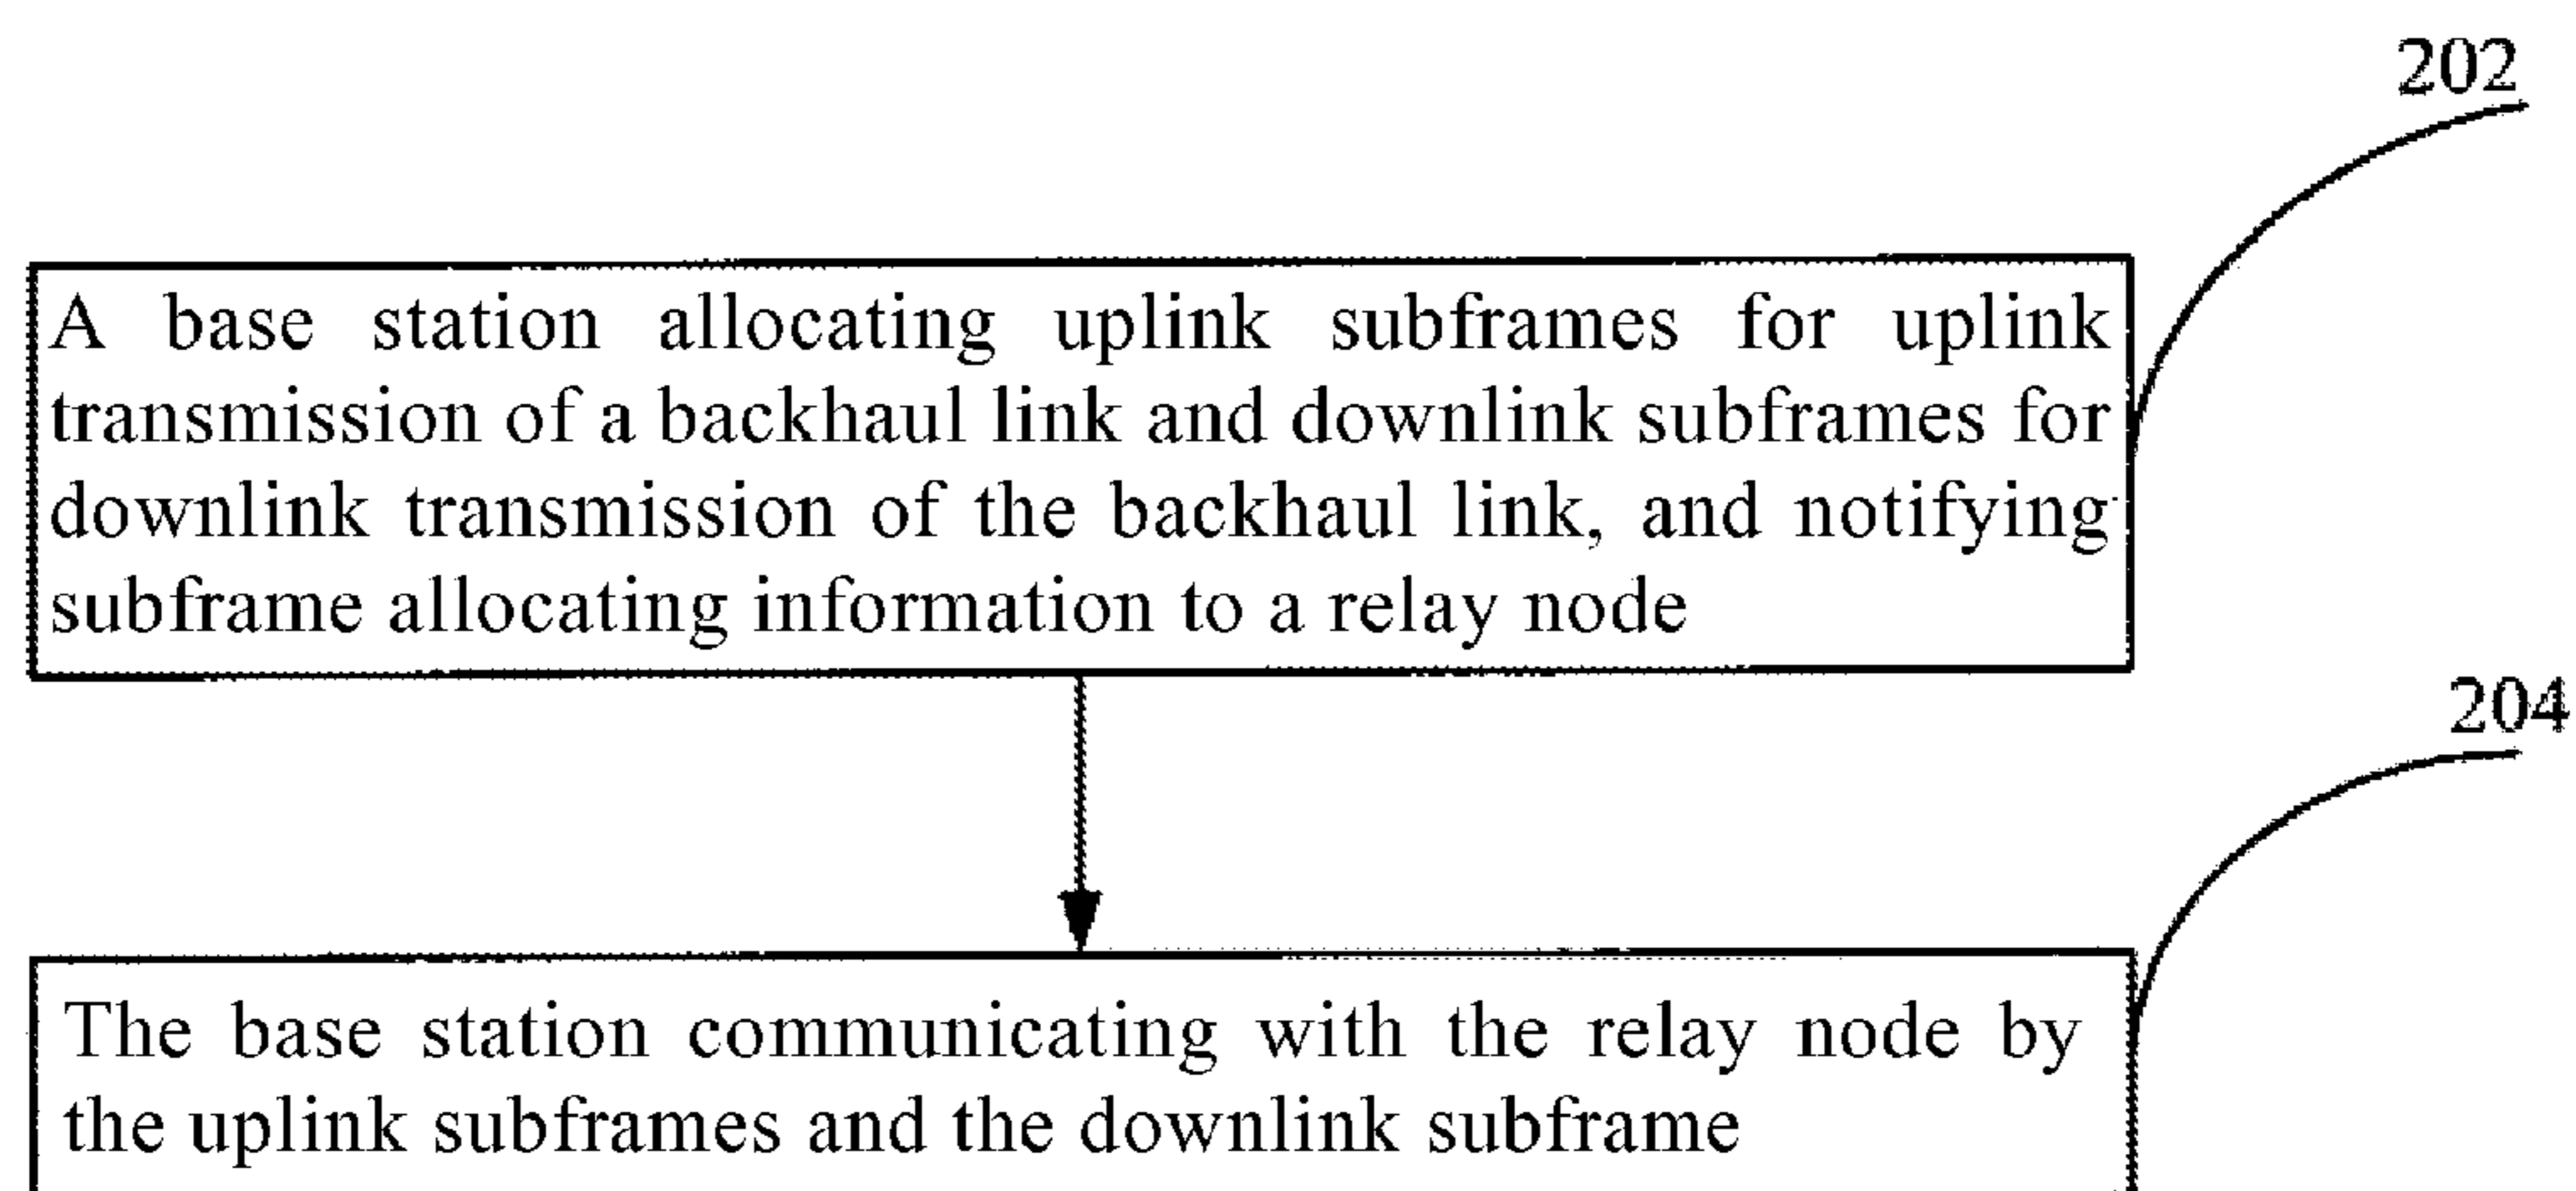 202
A base station allocating uplink subframes for uplink
transmission of a backhaul link and downlink subframes for
downlink transmission of the backhaul link, and notifying
subframe allocating information to a relay node
204
The base station communicating with the relay node by
the uplink subframes and the downlink subframe